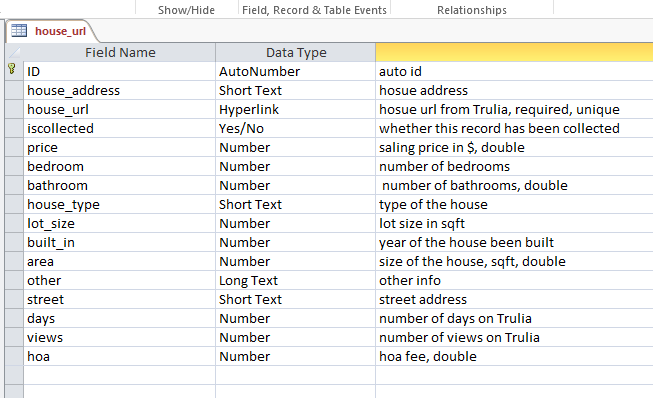 Show/Hide Field, Record & Table Events Relationships
house_url
Field Name Data Type
ID AutoNumber auto id
house_address Short Text hosue address
house_url Hyperlink hosue url from Trulia, required, unique
iscollected Yes/No whether this record has been collected
price Number saling price in $, double
bedroom Number number of bedrooms
bathroom Number number of bathrooms, double
house_type Short Text type of the house
lot_size Number lot size in sqft
built_in Number year of the house been built
area Number size of the house, sqft, double
other Long Text other info
street Short Text street address
days Number number of days on Trulia
views Number number of views on Trulia
hoa Number hoa fee, double